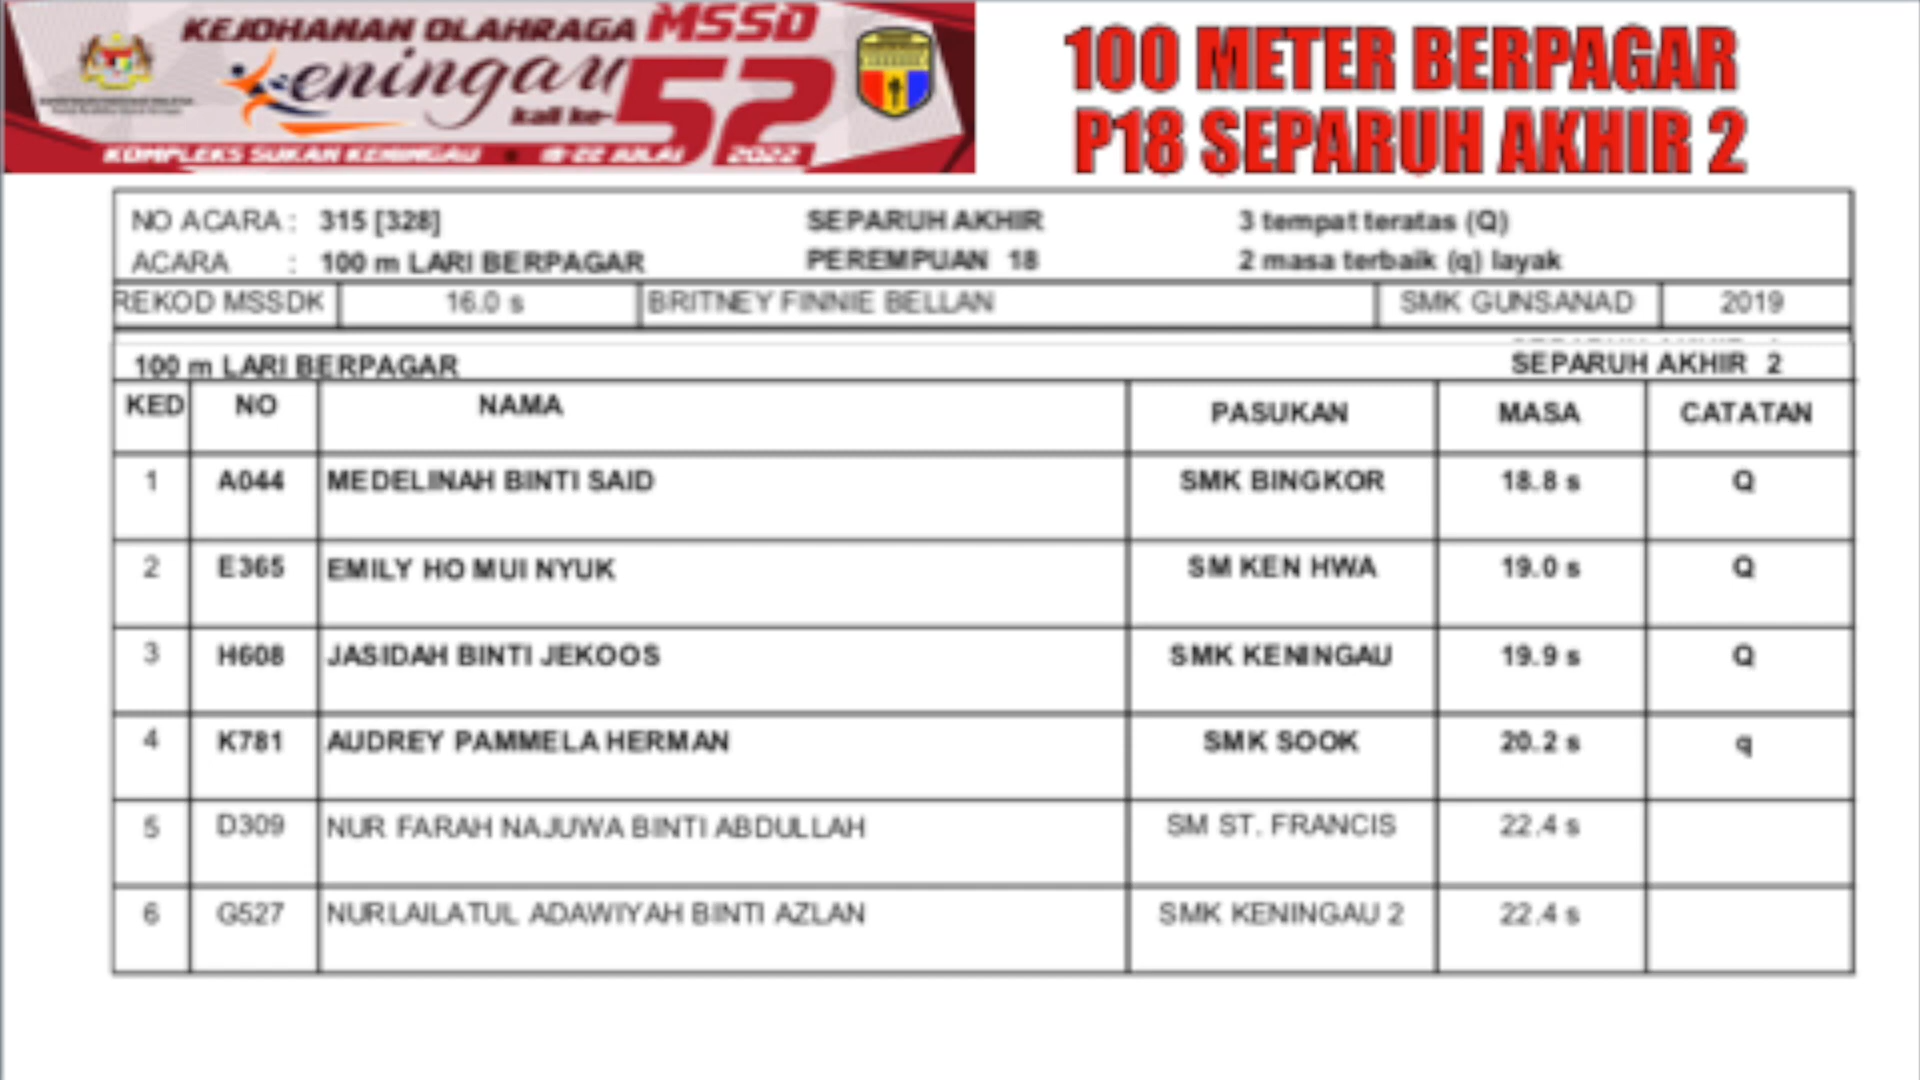 KEJOHANAN OLAHRAGA MSSD
Keningau
kali ke-52
KOMPLEKS SUKAN KENINGAU • 18-22 JULAI 2022
100 METER BERPAGAR
P18 SEPARUH AKHIR 2
NO ACARA : 315 [328] SEPARUH AKHIR 3 tempat teratas (Q)
ACARA : 100 m LARI BERPAGAR PEREMPUAN 18 2 masa terbaik (q) layak
REKOD MSSDK 16.0 s BRITNEY FINNIE BELLAN SMK GUNSANAD 2019
100 m LARI BERPAGAR SEPARUH AKHIR 2
KED NO NAMA PASUKAN MASA CATATAN
1 A044 MEDELINAH BINTI SAID SMK BINGKOR 18.8 s Q
2 E365 EMILY HO MUI NYUK SM KEN HWA 19.0 s Q
3 H608 JASIDAH BINTI JEKOOS SMK KENINGAU 19.9 s Q
4 K781 AUDREY PAMMELA HERMAN SMK SOOK 20.2 s q
5 D309 NUR FARAH NAJUWA BINTI ABDULLAH SM ST. FRANCIS 22.4 s
6 G527 NURLAILATUL ADAWIYAH BINTI AZLAN SMK KENINGAU 2 22.4 s